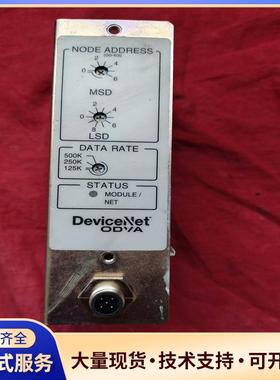 NODE ADDRESS
(00-63)
2
4
0
6
MSD
2
4
0
6
8
LSD
DATA RATE
500K
250K
125K
STATUS
MODULE/
NET
DeviceNet
ODVA
齐全
式服务
大量现货·技术支持·可开